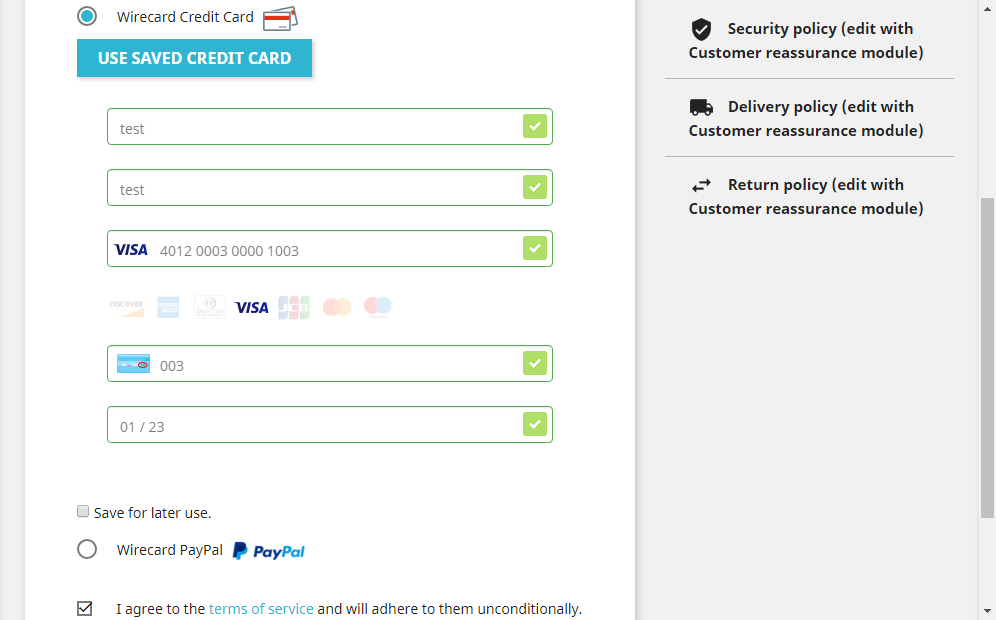 Wirecard Credit Card
USE SAVED CREDIT CARD
test
test
VISA 4012 0003 0000 1003
DISCOVER VISA JCB
003
01 / 23
Save for later use.
Wirecard PayPal PayPal
I agree to the terms of service and will adhere to them unconditionally.
Security policy (edit with
Customer reassurance module)
Delivery policy (edit with
Customer reassurance module)
Return policy (edit with
Customer reassurance module)